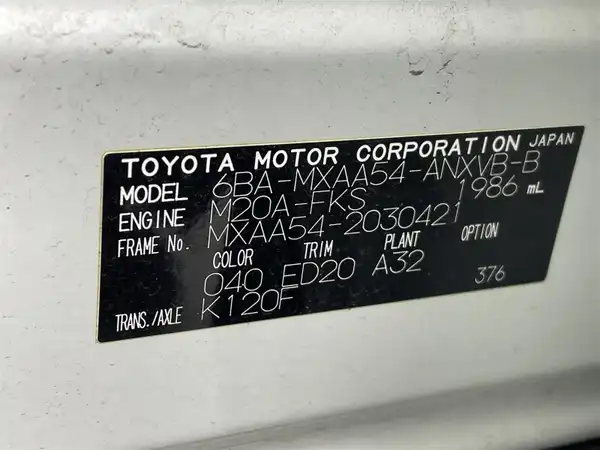 TOYOTA MOTOR CORPORATION JAPAN
MODEL 6BA-MXAA54-ANXVB-B
ENGINE M20A-FKS 1986 mL
FRAME No. MXAA54-2030421
COLOR TRIM PLANT OPTION
040 ED20 A32 376
TRANS./AXLE K120F